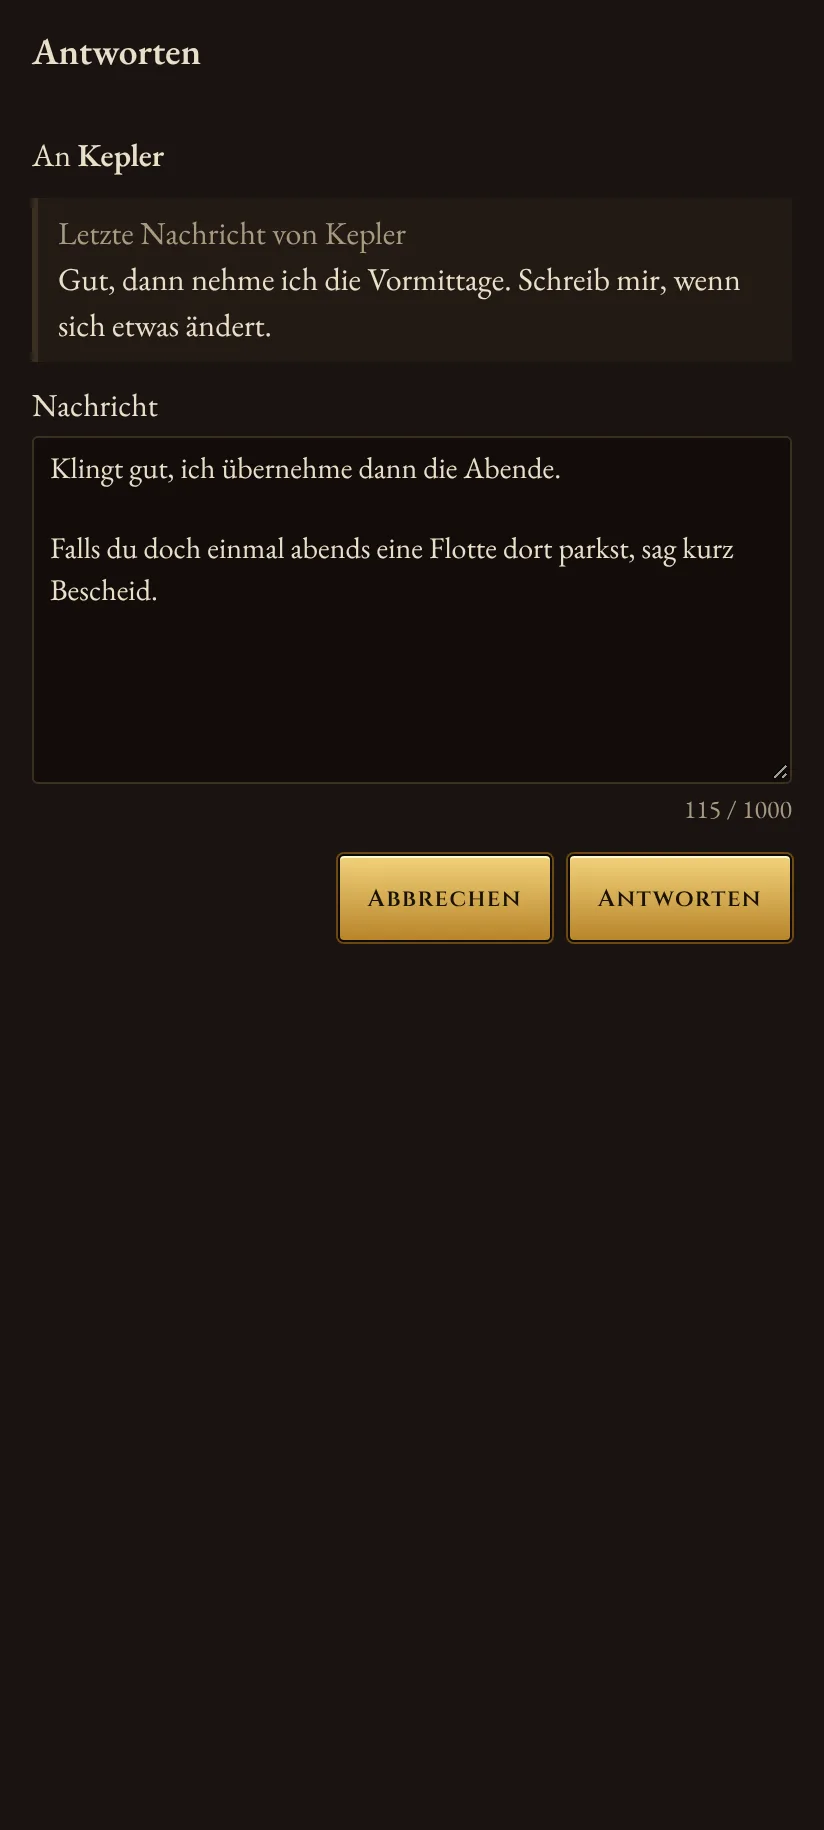 Antworten
An Kepler
Letzte Nachricht von Kepler
Gut, dann nehme ich die Vormittage. Schreib mir, wenn
sich etwas ändert.
Nachricht
Klingt gut, ich übernehme dann die Abende.
Falls du doch einmal abends eine Flotte dort parkst, sag kurz
Bescheid.
115 / 1000
Abbrechen
Antworten